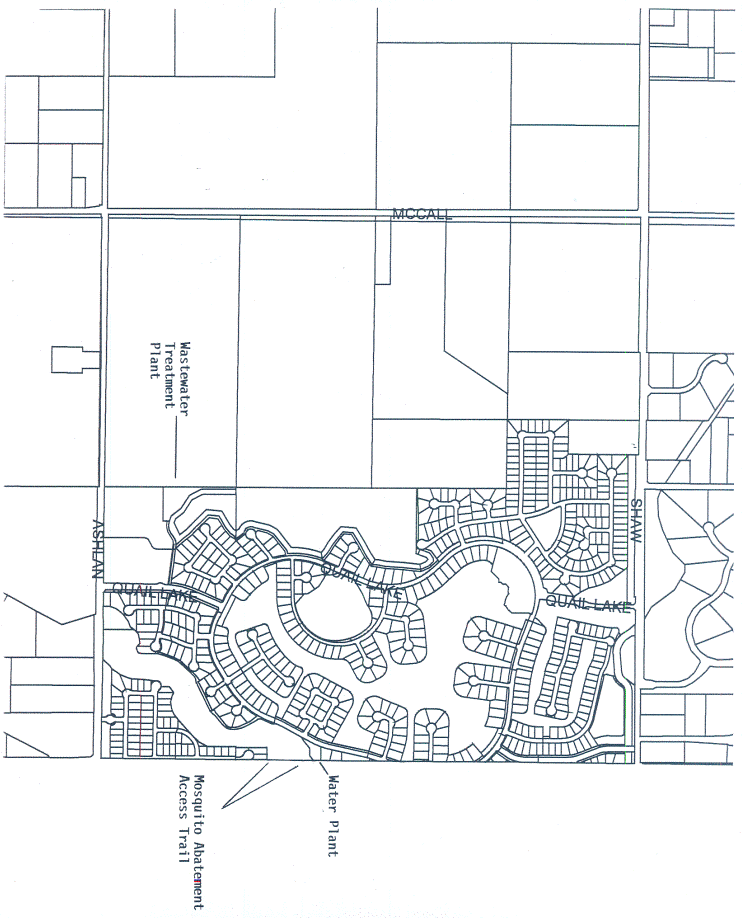 MCCALL
Wastewater
Treatment
Plant
SHAW
ASHLAN
QUAIL LAKE
QUAIL LAKE
QUAIL LAKE
Water Plant
Mosquito Abatement
Access Trail